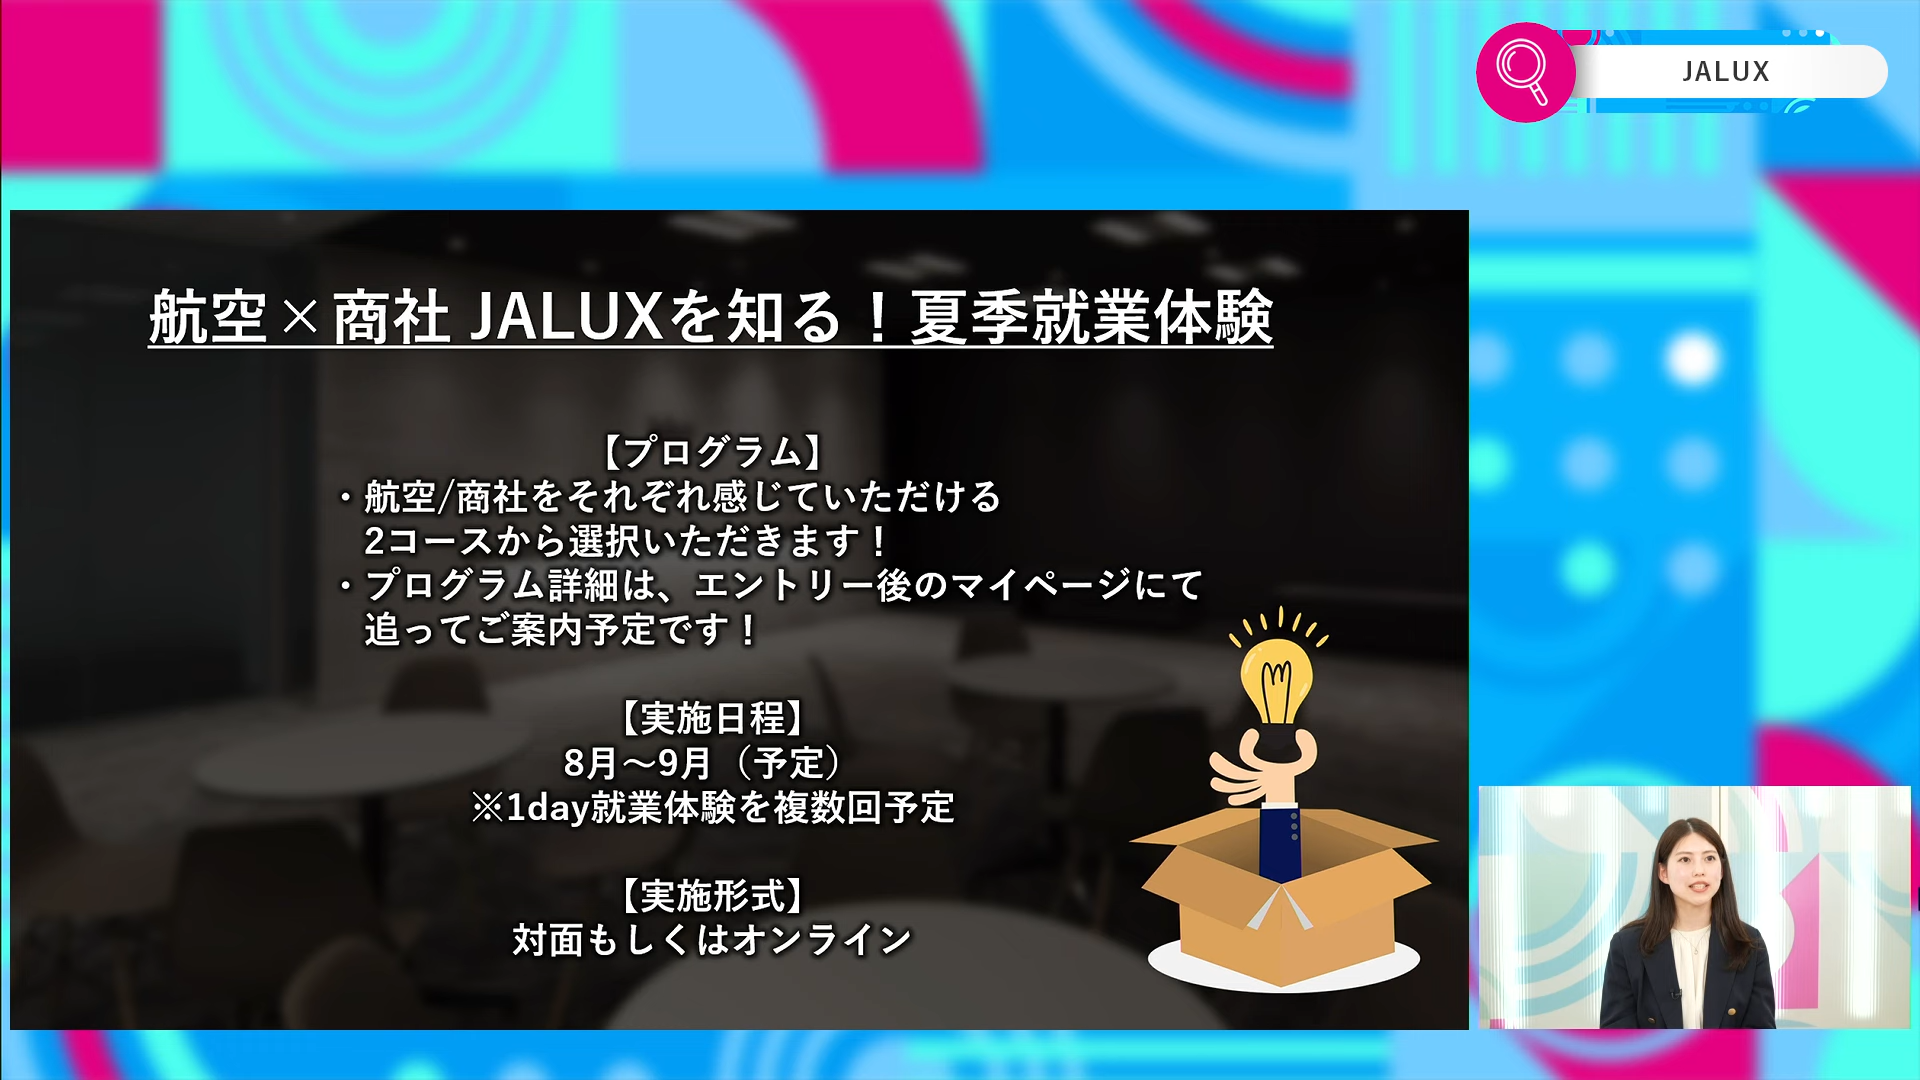 JALUX
航空×商社 JALUXを知る！夏季就業体験
【プログラム】
・航空/商社をそれぞれ感じていただける
2コースから選択いただきます！
・プログラム詳細は、エントリー後のマイページにて
追ってご案内予定です！
【実施日程】
8月～9月（予定）
※1day就業体験を複数回予定
【実施形式】
対面もしくはオンライン